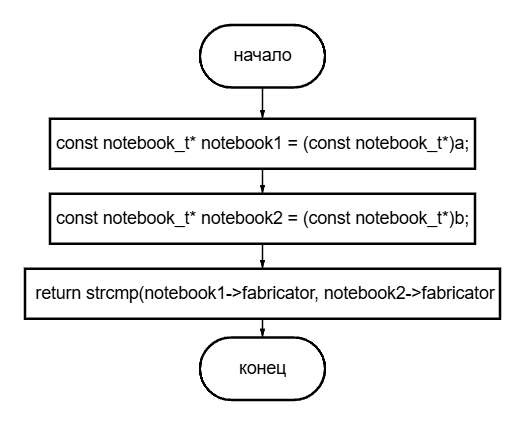 начало
const notebook_t* notebook1 = (const notebook_t*)a;
const notebook_t* notebook2 = (const notebook_t*)b;
return strcmp(notebook1->fabricator, notebook2->fabricator
конец